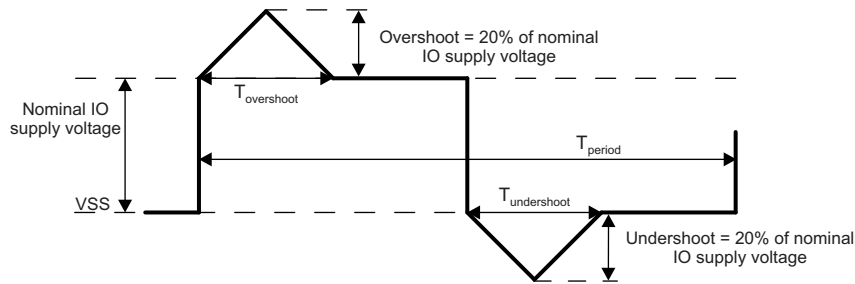 Overshoot = 20% of nominal
IO supply voltage
Nominal IO
supply voltage
Tovershoot
Tperiod
VSS
Tundershoot
Undershoot = 20% of nominal
IO supply voltage